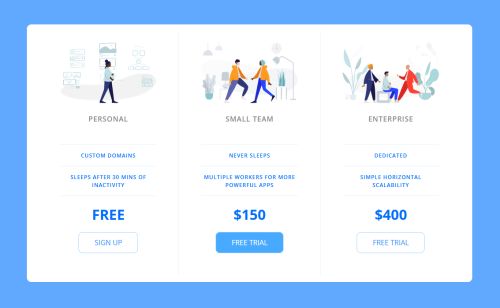 PERSONAL
CUSTOM DOMAINS
SLEEPS AFTER 30 MINS OF
INACTIVITY
FREE
SIGN UP
SMALL TEAM
NEVER SLEEPS
MULTIPLE WORKERS FOR MORE
POWERFUL APPS
$150
FREE TRIAL
ENTERPRISE
DEDICATED
SIMPLE HORIZONTAL
SCALABILITY
$400
FREE TRIAL